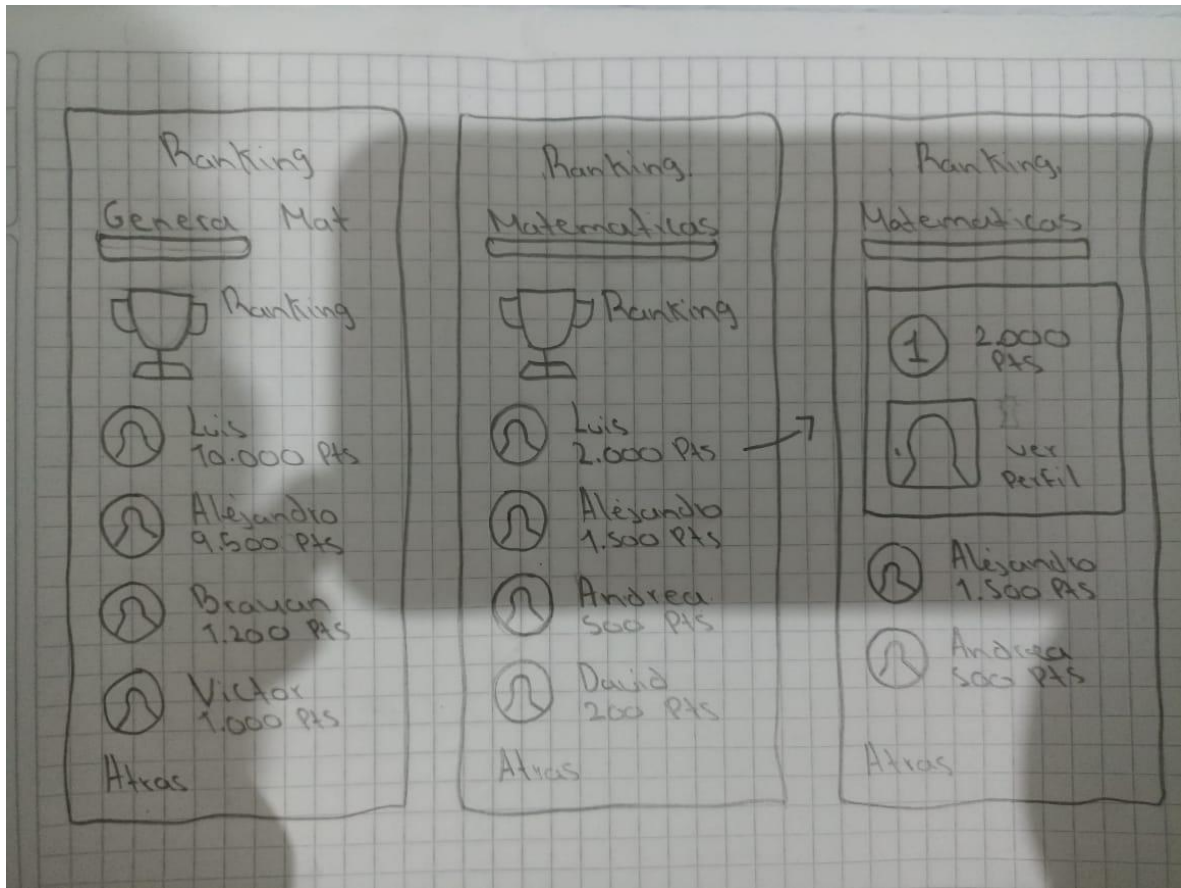 Ranking
Genera Mat
Ranking
Luis
10.000 Pts
Alejandro
9.500 Pts
Brayan
1.200 Pts
Victor
1.000 Pts
Atras
Ranking.
Matematicas
Ranking
Luis
2.000 Pts
Alejandro
1.500 Pts
Andrea
500 Pts
David
200 Pts
Atras
Ranking.
Matematicas
1
2.000
Pts
ver
Perfil
Alejandro
1.500 Pts
Andrea
500 Pts
Atras